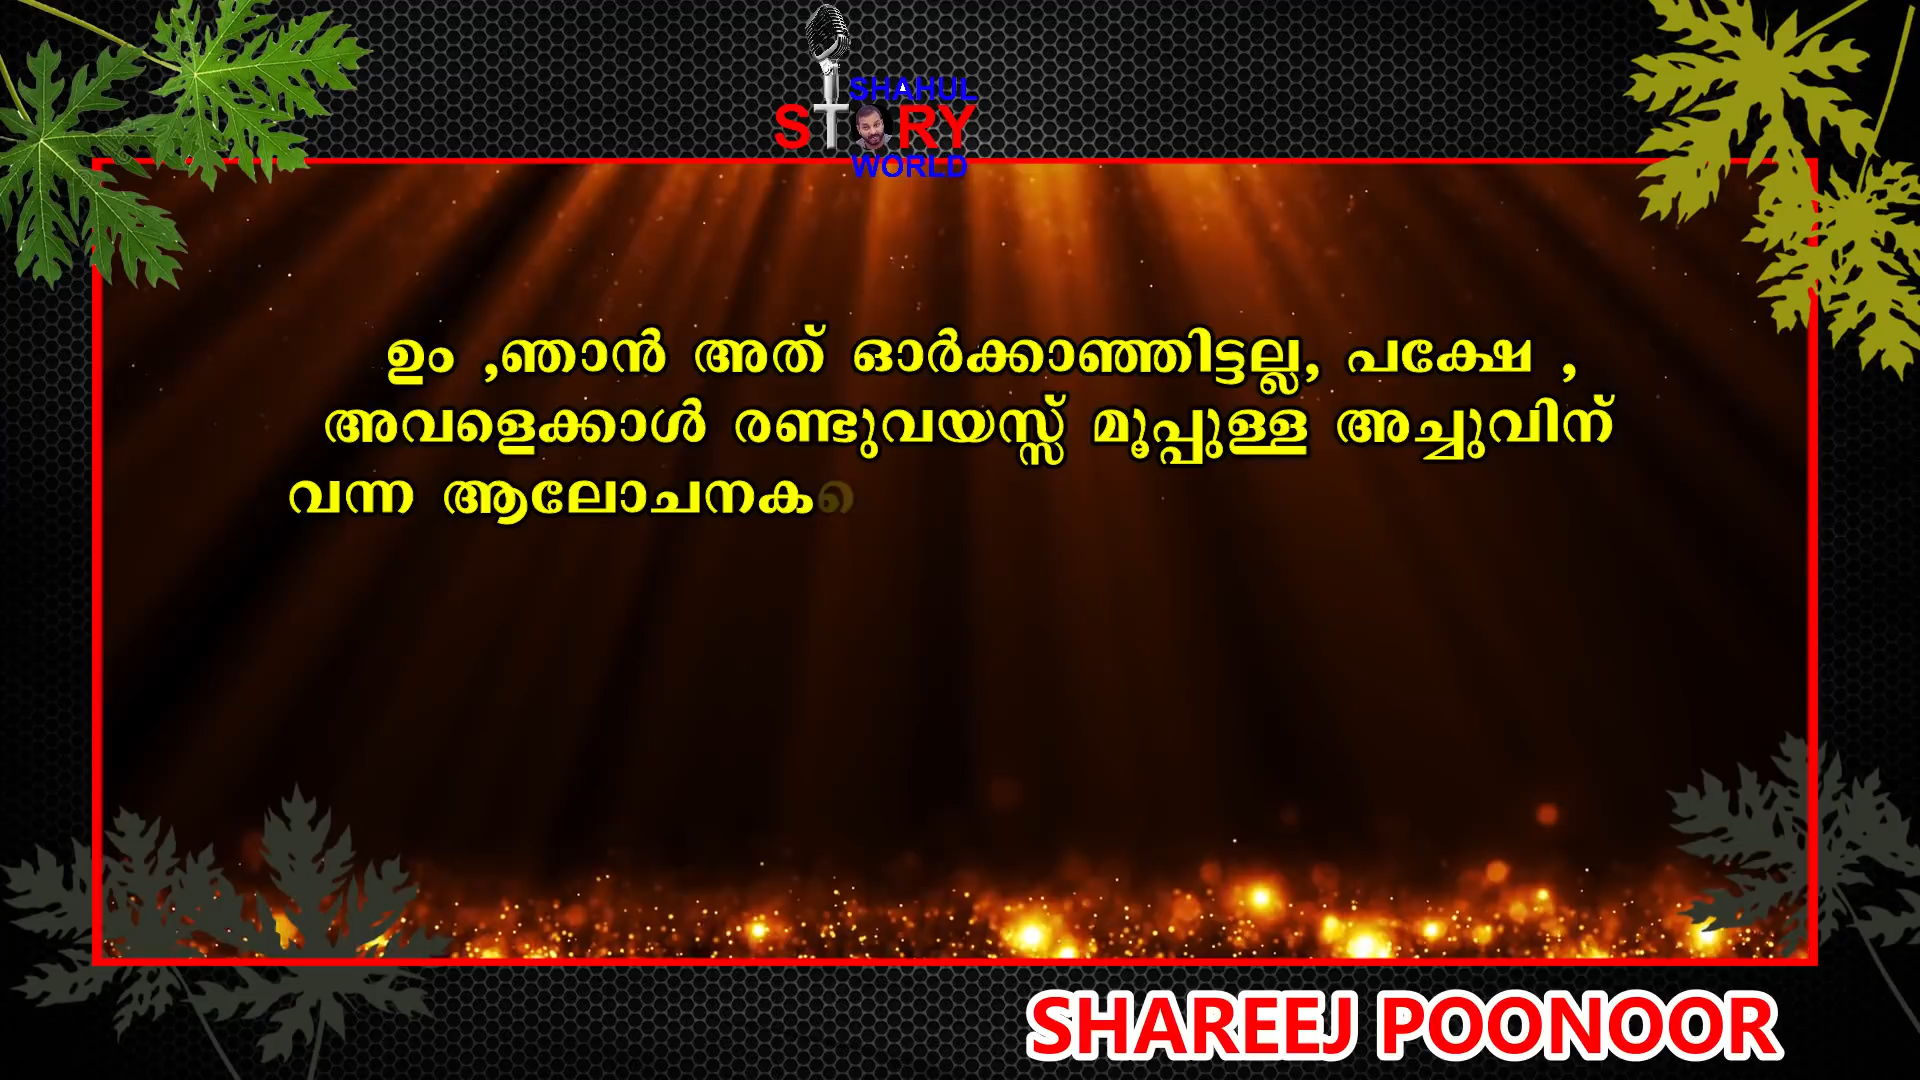 SHAHUL
STORY
WORLD
ഉം ,ഞാൻ അത് ഓർക്കാഞ്ഞിട്ടല്ല, പക്ഷേ ,
അവളെക്കാൾ രണ്ടുവയസ്സ് മൂപ്പുള്ള അച്ചുവിന്
വന്ന ആലോചനക
SHAREEJ POONOOR